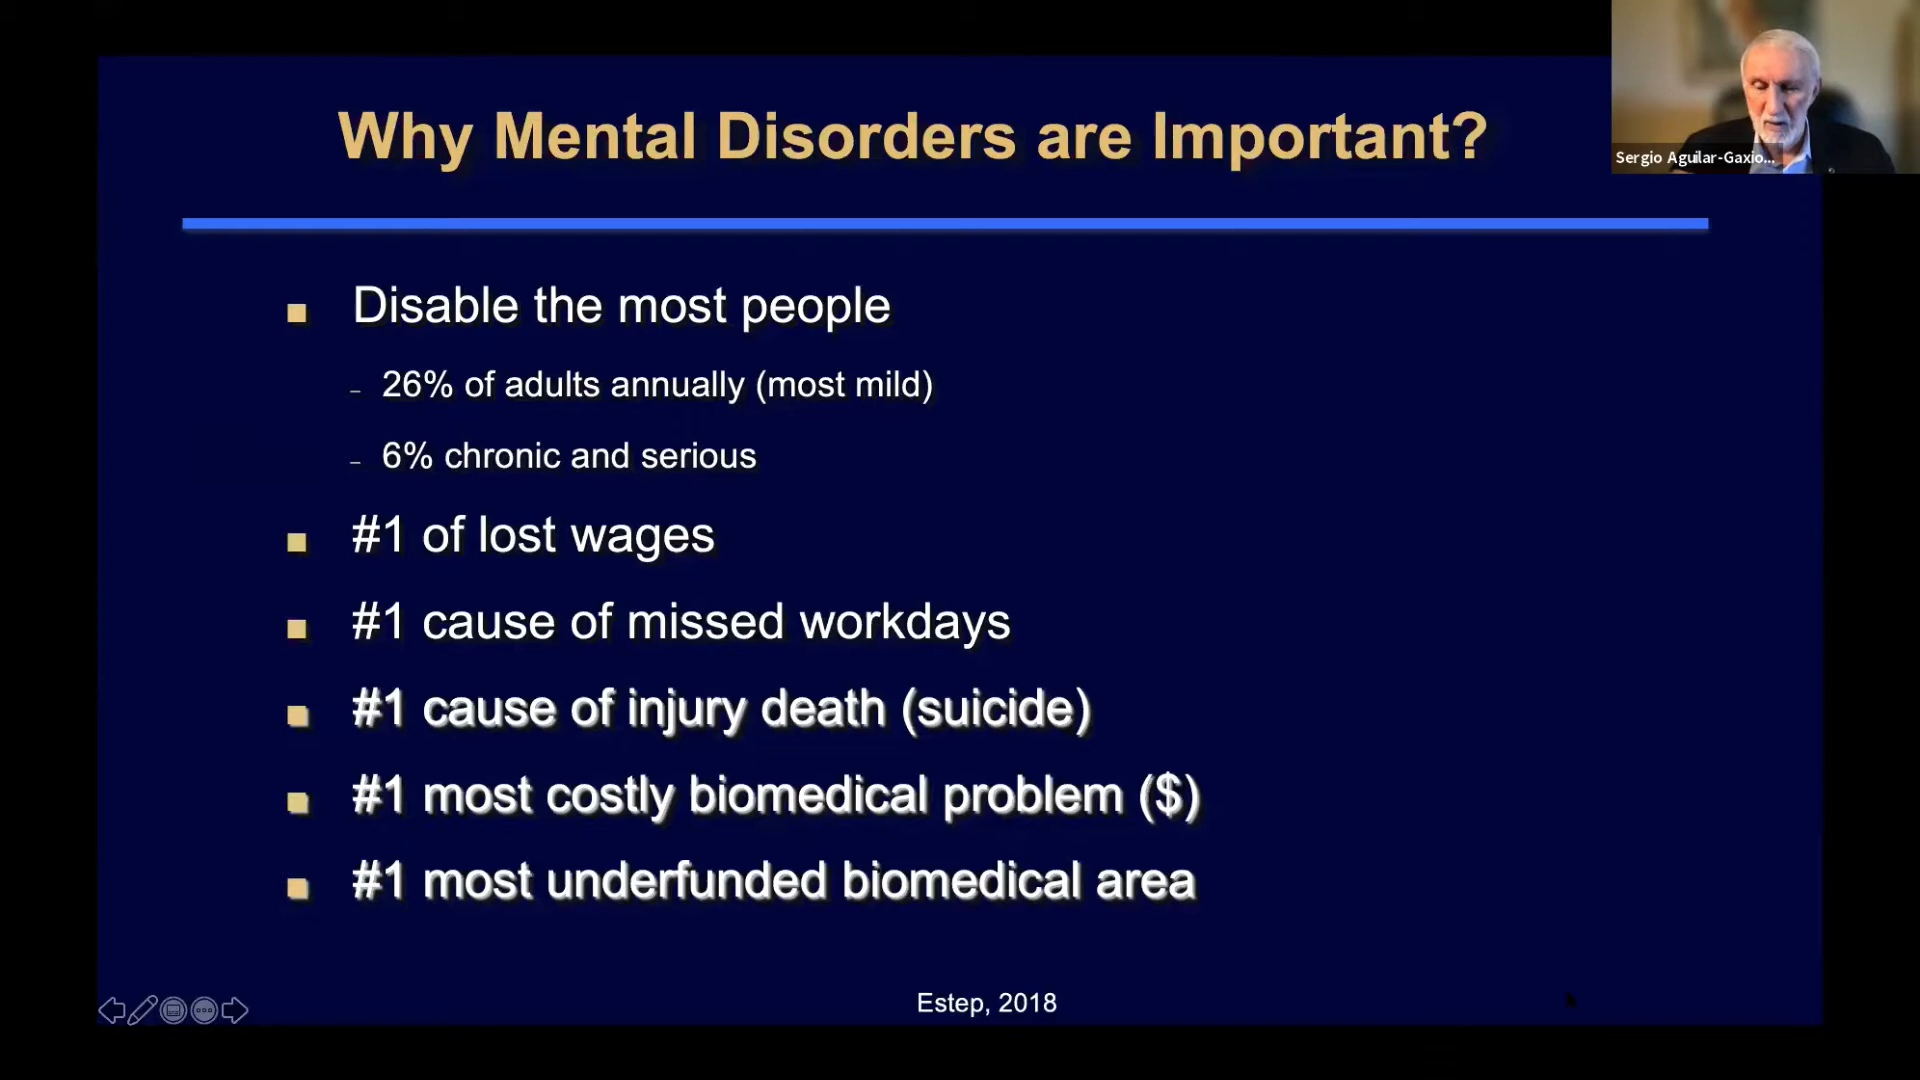 Why Mental Disorders are Important?
Sergio Aguilar-Gaxio...
Disable the most people
– 26% of adults annually (most mild)
– 6% chronic and serious
#1 of lost wages
#1 cause of missed workdays
#1 cause of injury death (suicide)
#1 most costly biomedical problem ($)
#1 most underfunded biomedical area
Estep, 2018